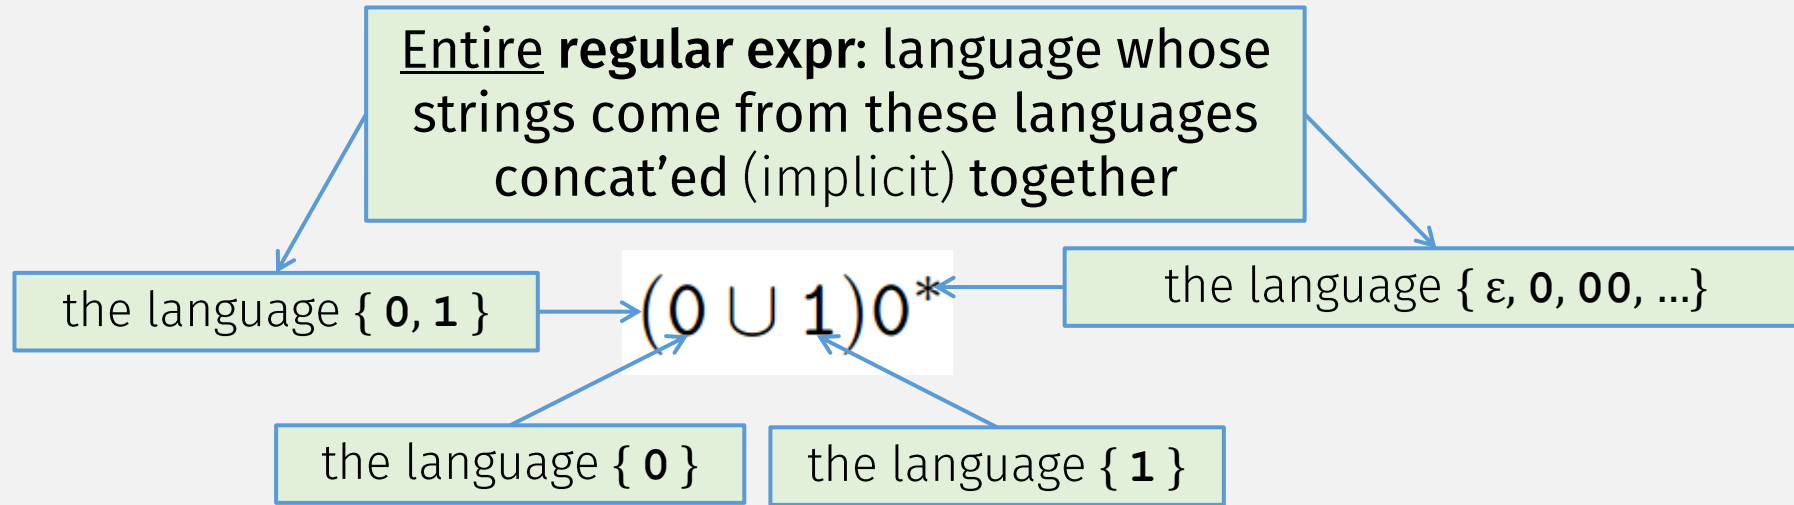 Entire regular expr: language whose
strings come from these languages
concat’ed (implicit) together
the language { 0, 1 }
(0 ∪ 1)0*
the language { ε, 0, 00, ...}
the language { 0 }
the language { 1 }